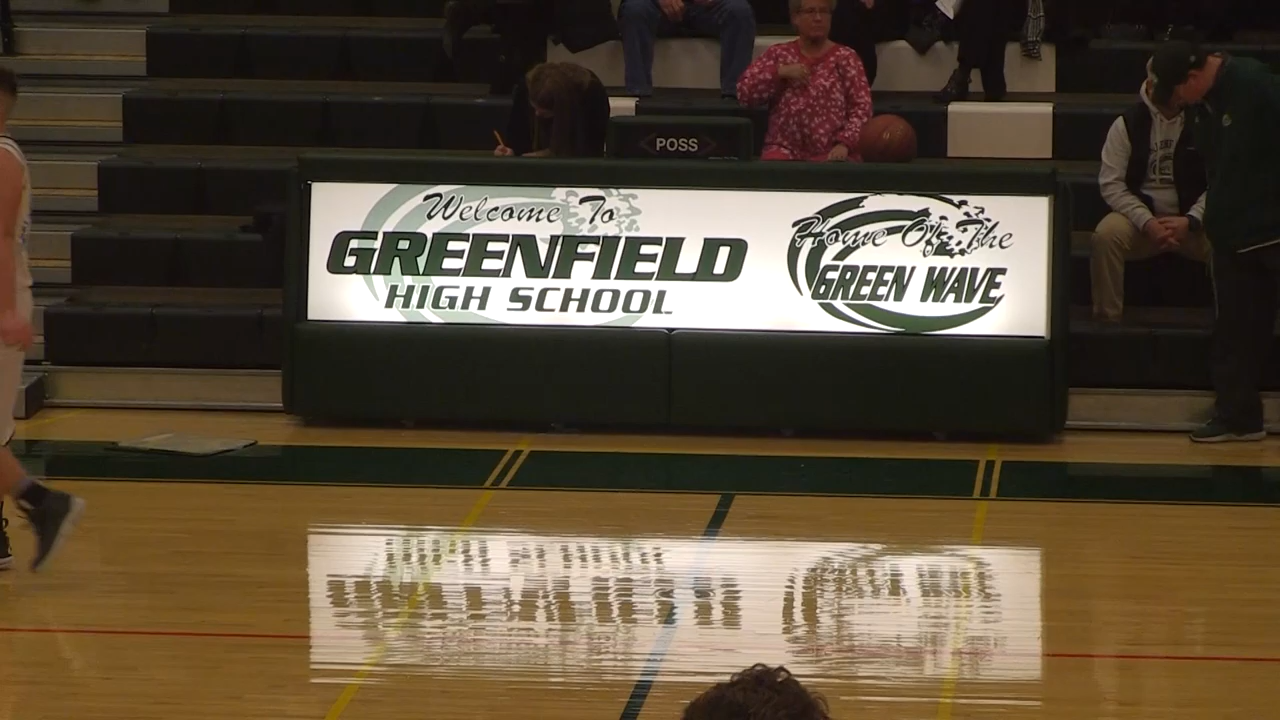 POSS
Welcome To
GREENFIELD
HIGH SCHOOL
Home Of The
GREEN WAVE